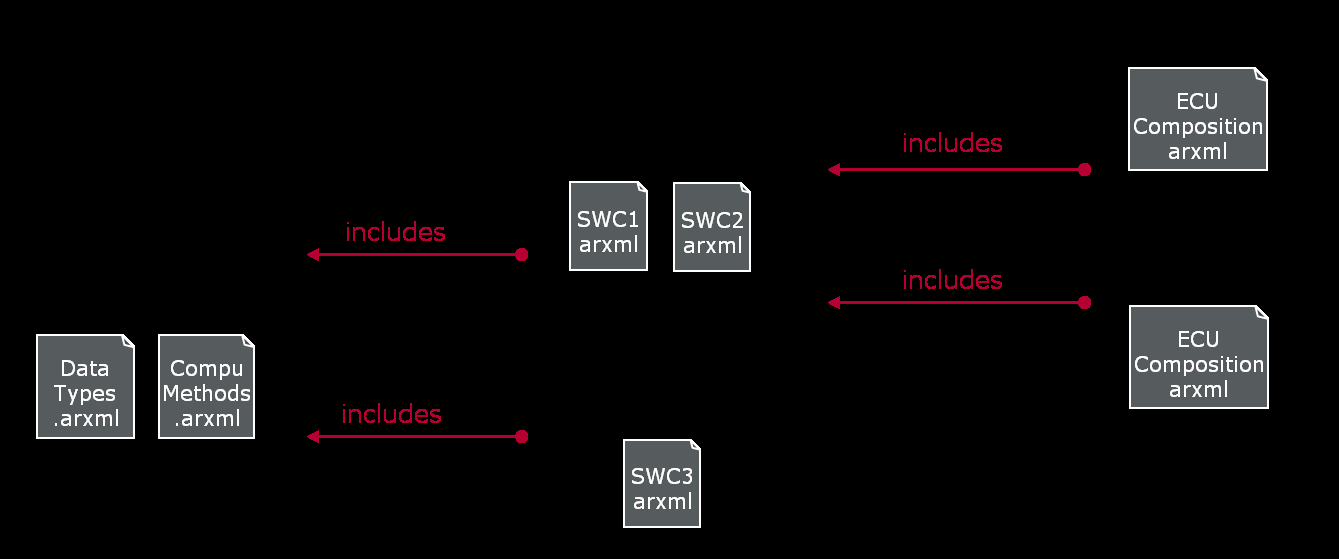 ECU
Composition
arxml
includes
SWC1
arxml
SWC2
arxml
includes
includes
ECU
Composition
arxml
Data
Types
.arxml
Compu
Methods
.arxml
includes
SWC3
arxml